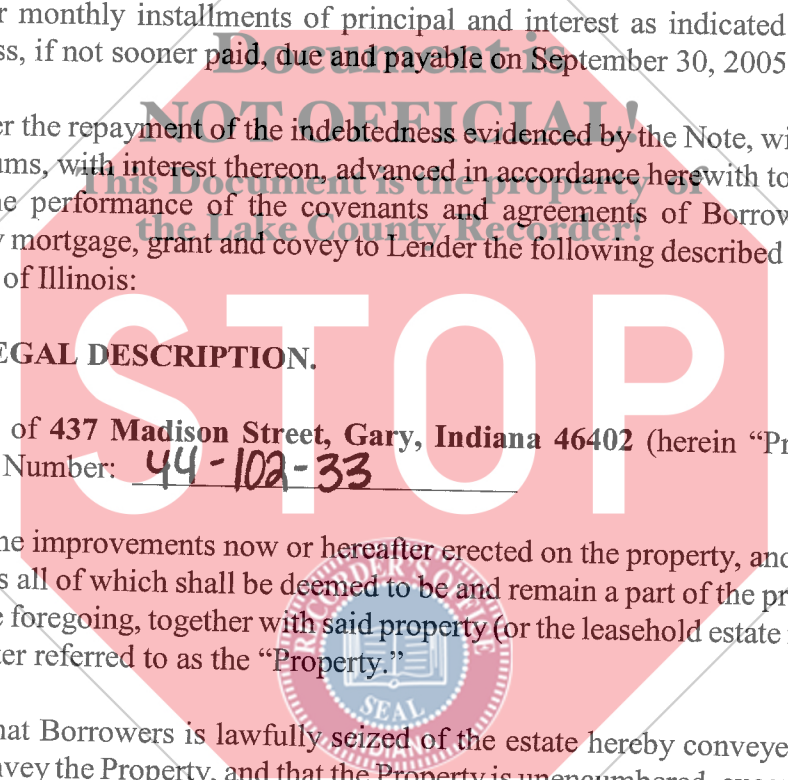 r monthly installments of principal and interest as indicated
ss, if not sooner paid, due and payable on September 30, 2005
Document is
NOT OFFICIAL!
This Document is the property of
the Lake County Recorder!
er the repayment of the indebtedness evidenced by the Note, wi
ums, with interest thereon, advanced in accordance herewith to
ne performance of the covenants and agreements of Borrow
y mortgage, grant and covey to Lender the following described
of Illinois:
STOP
EGAL DESCRIPTION.
of 437 Madison Street, Gary, Indiana 46402 (herein “Pr
Number: 44-102-33
he improvements now or hereafter erected on the property, and
s all of which shall be deemed to be and remain a part of the pr
e foregoing, together with said property (or the leasehold estate
ter referred to as the “Property.”
RECORDER'S OFFICE
SEAL
hat Borrowers is lawfully seized of the estate hereby conveye
nvey the Property, and that the Property is unencumbered, excep